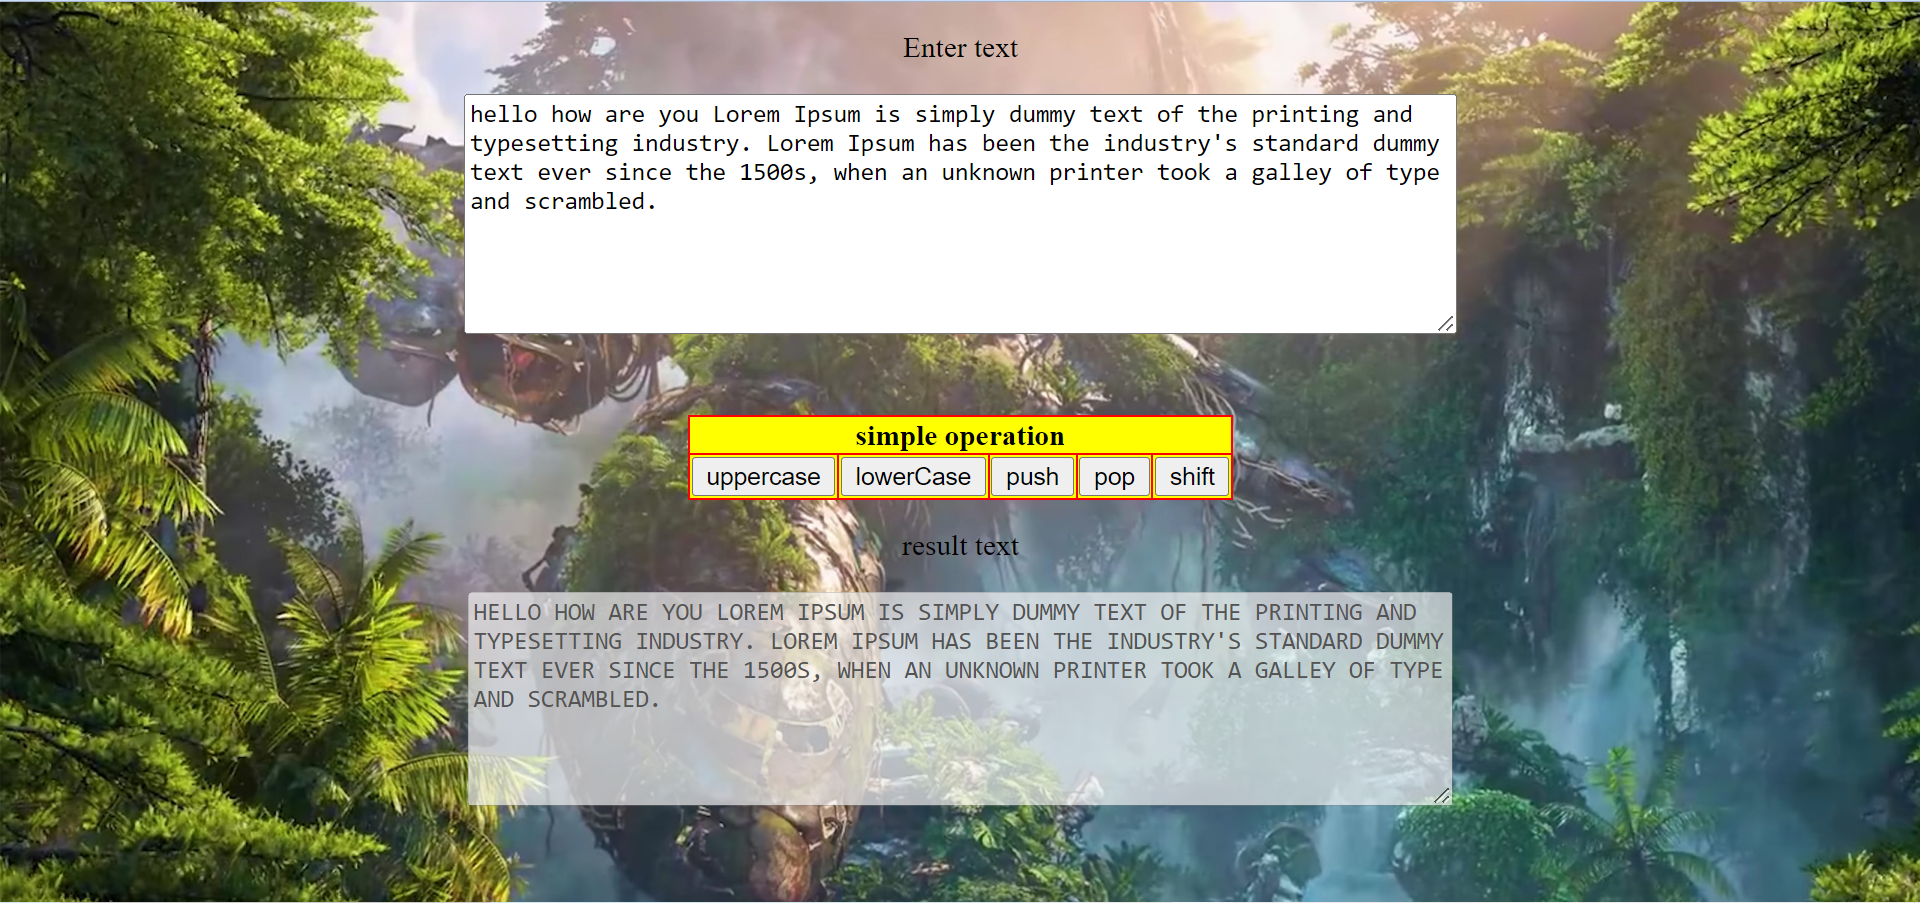 Enter text
hello how are you Lorem Ipsum is simply dummy text of the printing and
typesetting industry. Lorem Ipsum has been the industry's standard dummy
text ever since the 1500s, when an unknown printer took a galley of type
and scrambled.
simple operation
uppercase lowerCase push pop shift
result text
HELLO HOW ARE YOU LOREM IPSUM IS SIMPLY DUMMY TEXT OF THE PRINTING AND
TYPESETTING INDUSTRY. LOREM IPSUM HAS BEEN THE INDUSTRY'S STANDARD DUMMY
TEXT EVER SINCE THE 1500S, WHEN AN UNKNOWN PRINTER TOOK A GALLEY OF TYPE
AND SCRAMBLED.